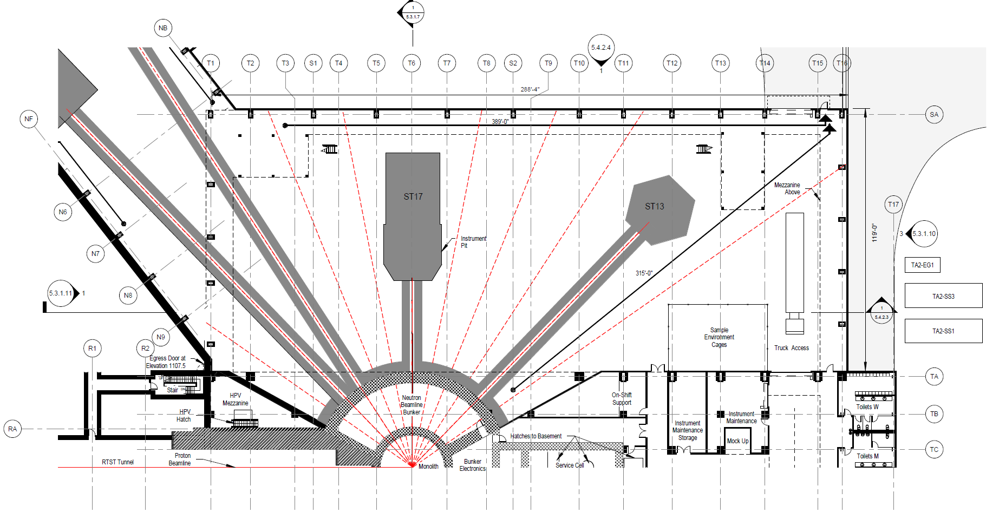 1
5.3.1.7
NB
5.4.2.4
1
T1
T2
T3
S1
T4
T5
T6
T7
T8
S2
T9
T10
T11
T12
T13
T14
T15
T16
288'-4"
NF
SA
389'-0"
Mezzanine
Above
ST17
ST13
T17
N6
119'-0"
3
5.3.1.10
Instrument
Pit
N7
TA2-EG1
315'-0"
5.3.1.11
1
N8
TA2-SS3
1
5.4.2.3
TA2-SS1
Sample
Environment
Cages
N9
R1
R2
Truck Access
Egress Door at
Elevation 1107.5
TA
UP
Stair
DN
HPV
Mezzanine
Neutron
Beamline
Bunker
On-Shift
Support
Toilets W
HPV
Hatch
TB
Instrument
Maintenance
Instrument
Maintenance
Storage
RA
Hatches to Basement
Mock Up
TC
Proton
Beamline
RTST Tunnel
Monolith
Bunker
Electronics
Service Cell
Toilets M